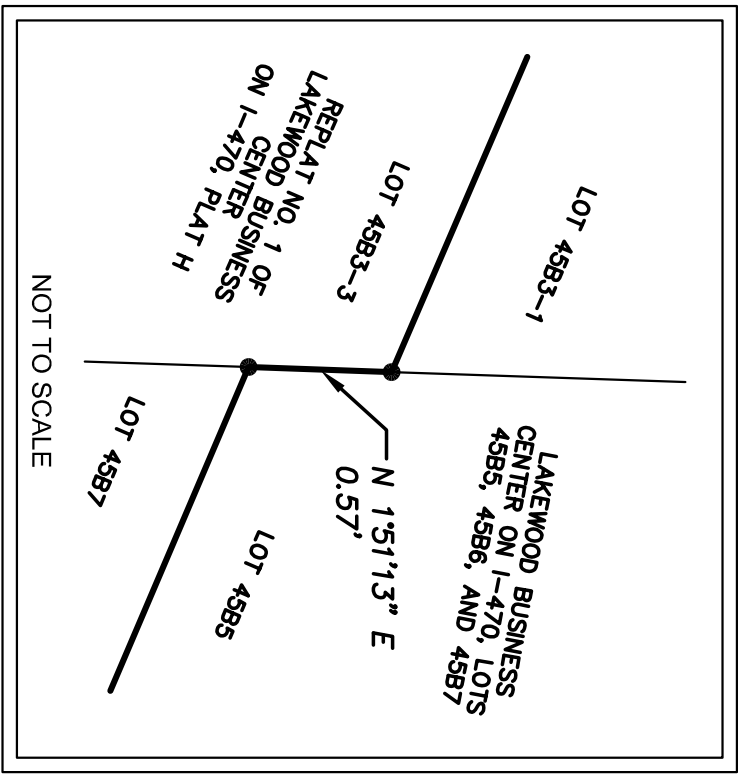 LOT 45B3-1
LOT 45B3-3
REPLAT NO. 1 OF
LAKEWOOD BUSINESS
CENTER
ON I-470, PLAT H
LAKEWOOD BUSINESS
CENTER ON I-470, LOTS
45B5, 45B6, AND 45B7
N 1°51'13" E
0.57'
LOT 45B5
LOT 45B7
NOT TO SCALE